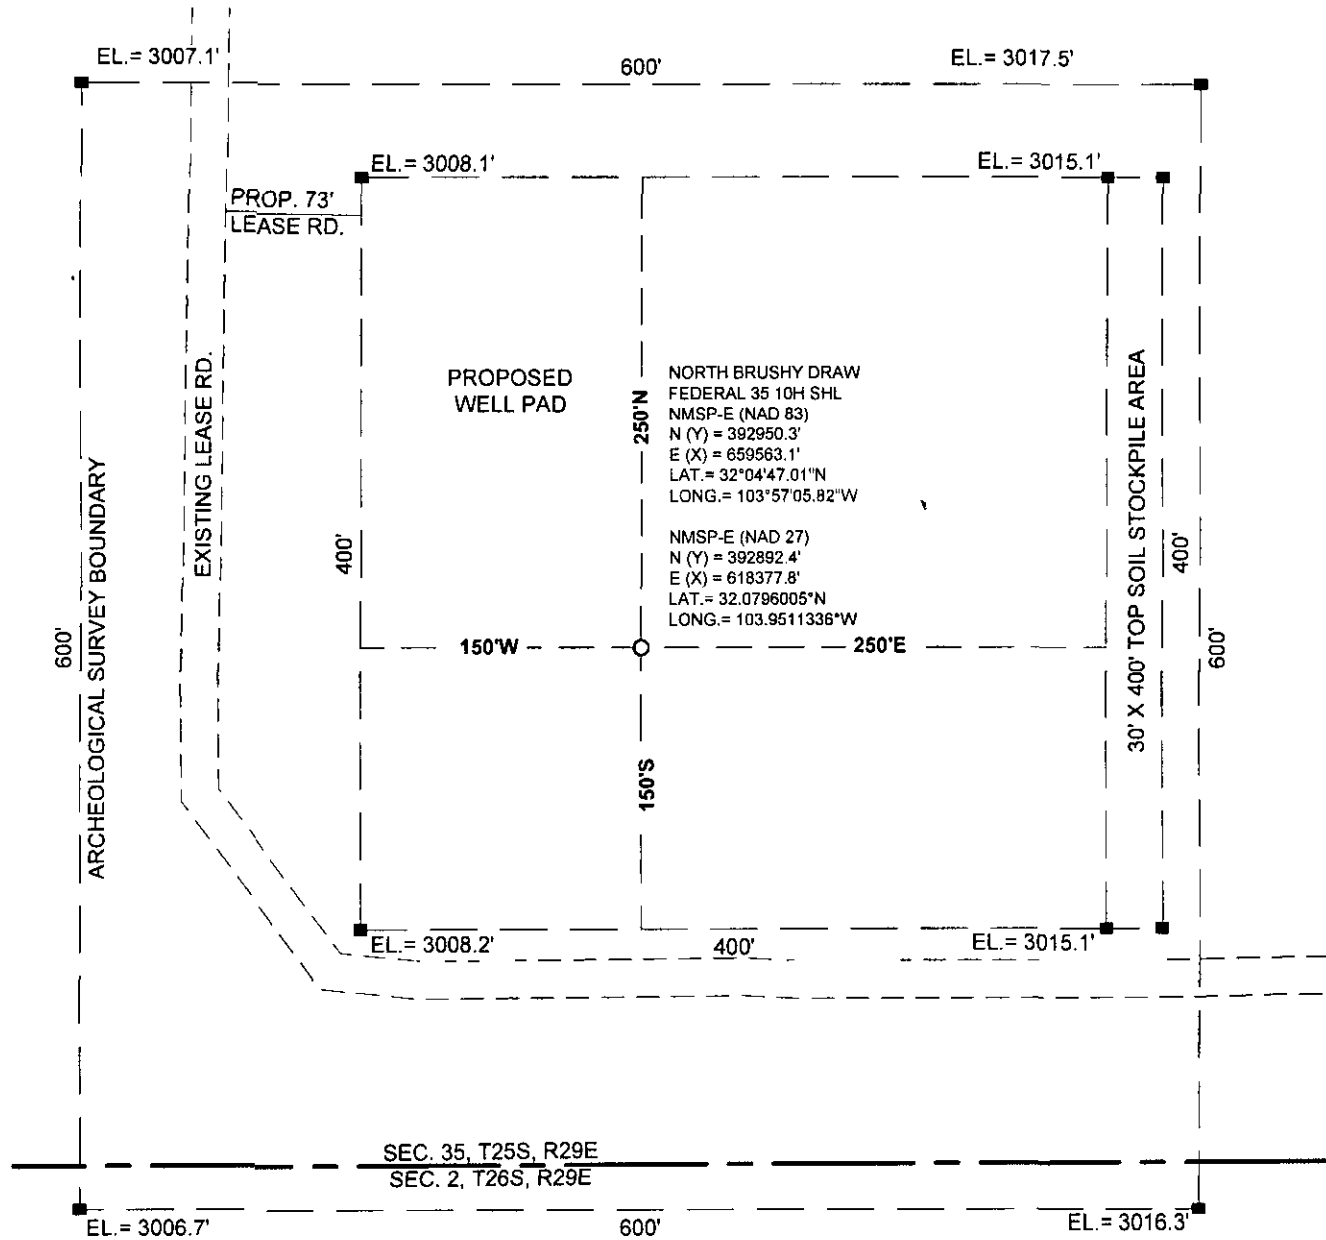 EL.= 3007.1'
600'
EL.= 3017.5'
EL.= 3008.1'
EL.= 3015.1'
PROP. 73'
LEASE RD.
EXISTING LEASE RD.
ARCHEOLOGICAL SURVEY BOUNDARY
600'
PROPOSED
WELL PAD
400'
250'N
NORTH BRUSHY DRAW
FEDERAL 35 10H SHL
NMSP-E (NAD 83)
N (Y) = 392950.3'
E (X) = 659563.1'
LAT.= 32°04'47.01"N
LONG.= 103°57'05.82"W
NMSP-E (NAD 27)
N (Y) = 392892.4'
E (X) = 618377.8'
LAT.= 32.0796005°N
LONG.= 103.9511336°W
150'W
250'E
150'S
30' X 400' TOP SOIL STOCKPILE AREA
400'
600'
EL.= 3008.2'
400'
EL.= 3015.1'
SEC. 35, T25S, R29E
SEC. 2, T26S, R29E
EL.= 3006.7'
600'
EL.= 3016.3'